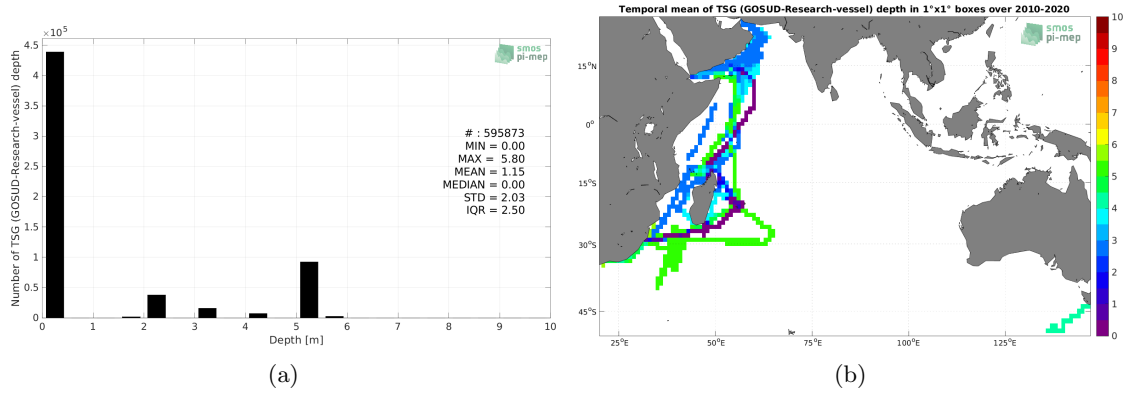 ×10⁵
4.5
4
3.5
3
2.5
2
1.5
1
0.5
0
Number of TSG (GOSUD-Research-vessel) depth
smos
pi-mep
# : 595873
MIN = 0.00
MAX = 5.80
MEAN = 1.15
MEDIAN = 0.00
STD = 2.03
IQR = 2.50
0 1 2 3 4 5 6 7 8 9 10
Depth [m]
(a)
Temporal mean of TSG (GOSUD-Research-vessel) depth in 1°x1° boxes over 2010-2020
smos
pi-mep
15°N
0°
15°S
30°S
45°S
25°E 50°E 75°E 100°E 125°E
10
9
8
7
6
5
4
3
2
1
0
(b)